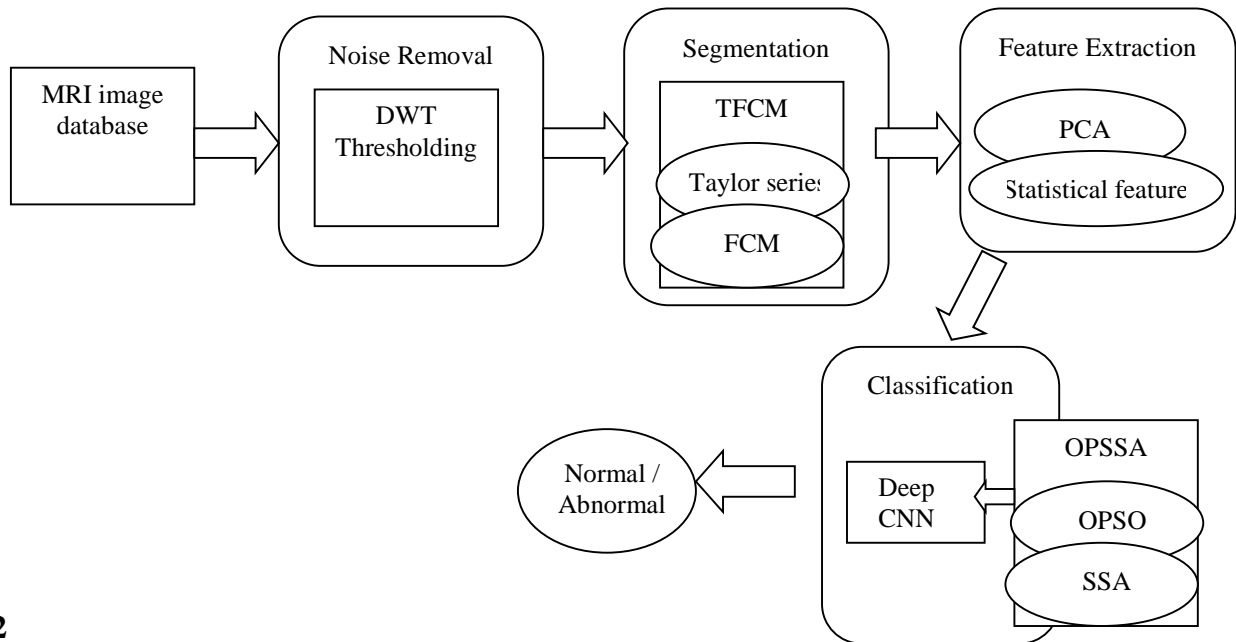 MRI image
database
Noise Removal
DWT
Thresholding
Segmentation
TFCM
Taylor series
FCM
Feature Extraction
PCA
Statistical feature
Classification
Deep
CNN
OPSSA
OPSO
SSA
Normal /
Abnormal
2